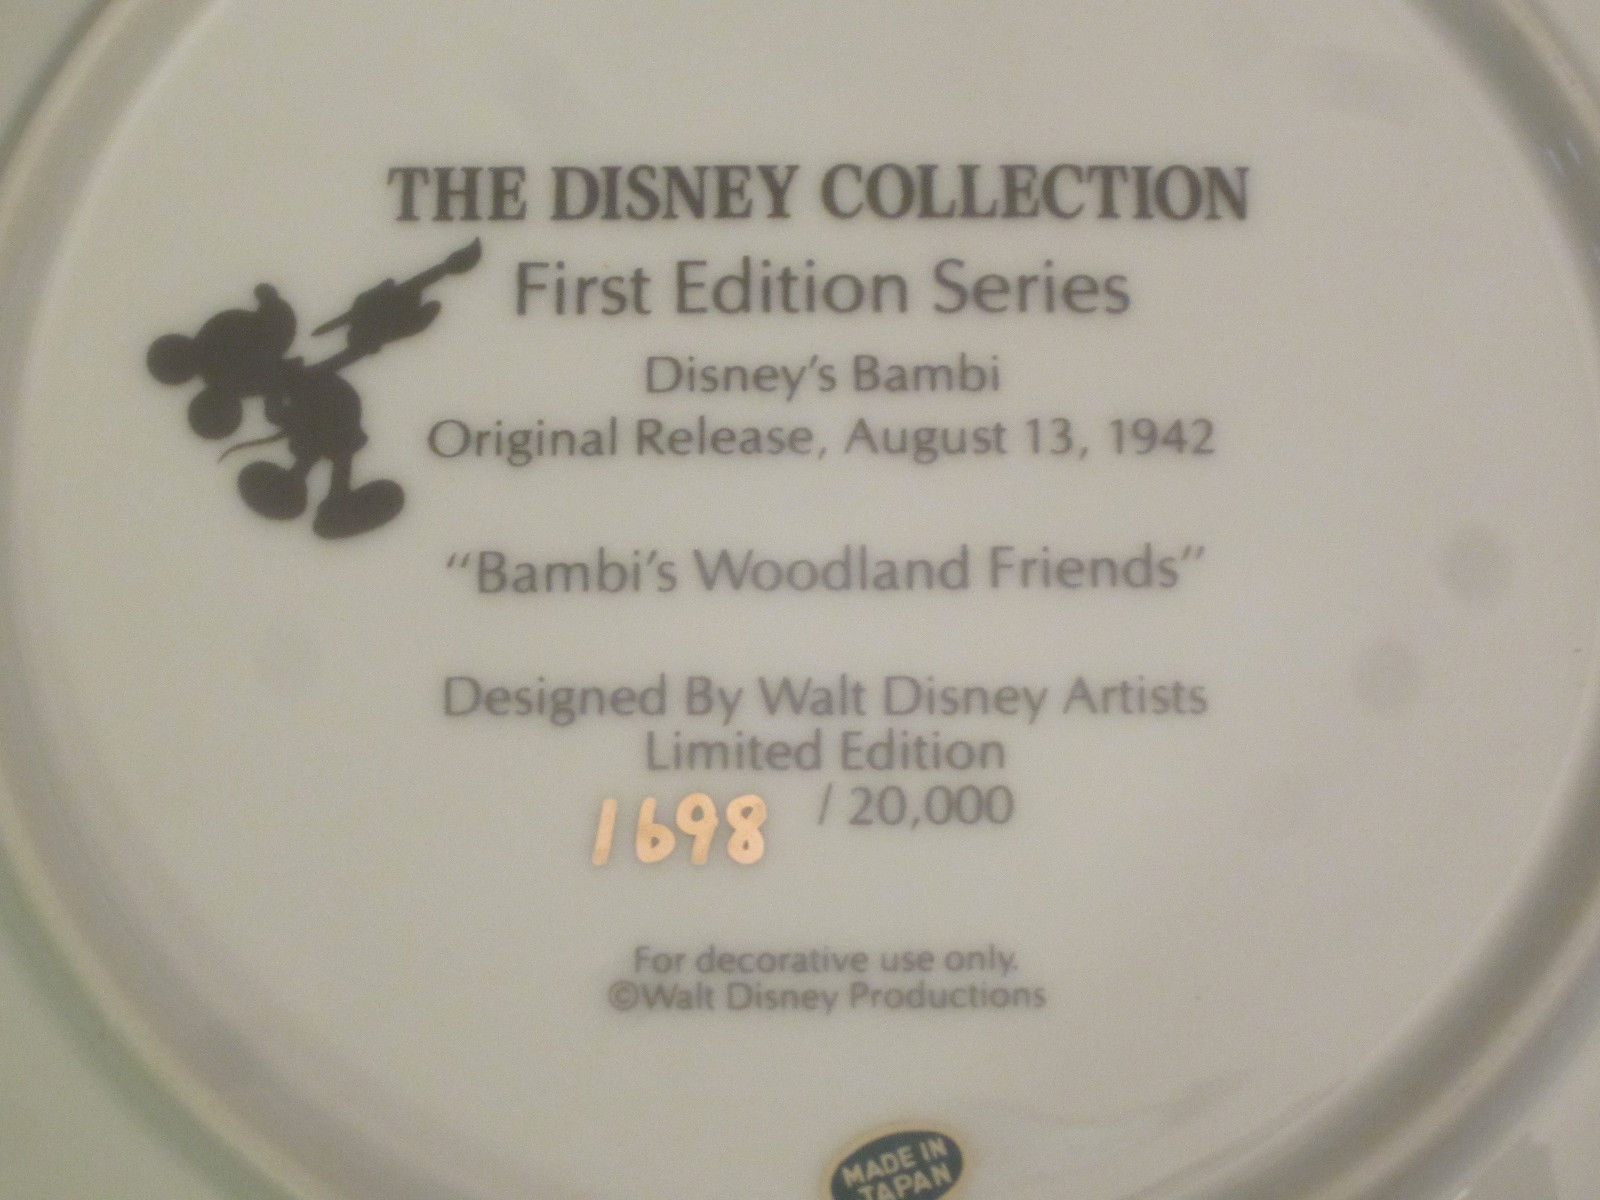 THE DISNEY COLLECTION
First Edition Series
Disney's Bambi
Original Release, August 13, 1942
"Bambi's Woodland Friends"
Designed By Walt Disney Artists
Limited Edition
1698 / 20,000
For decorative use only.
©Walt Disney Productions
MADE IN
JAPAN